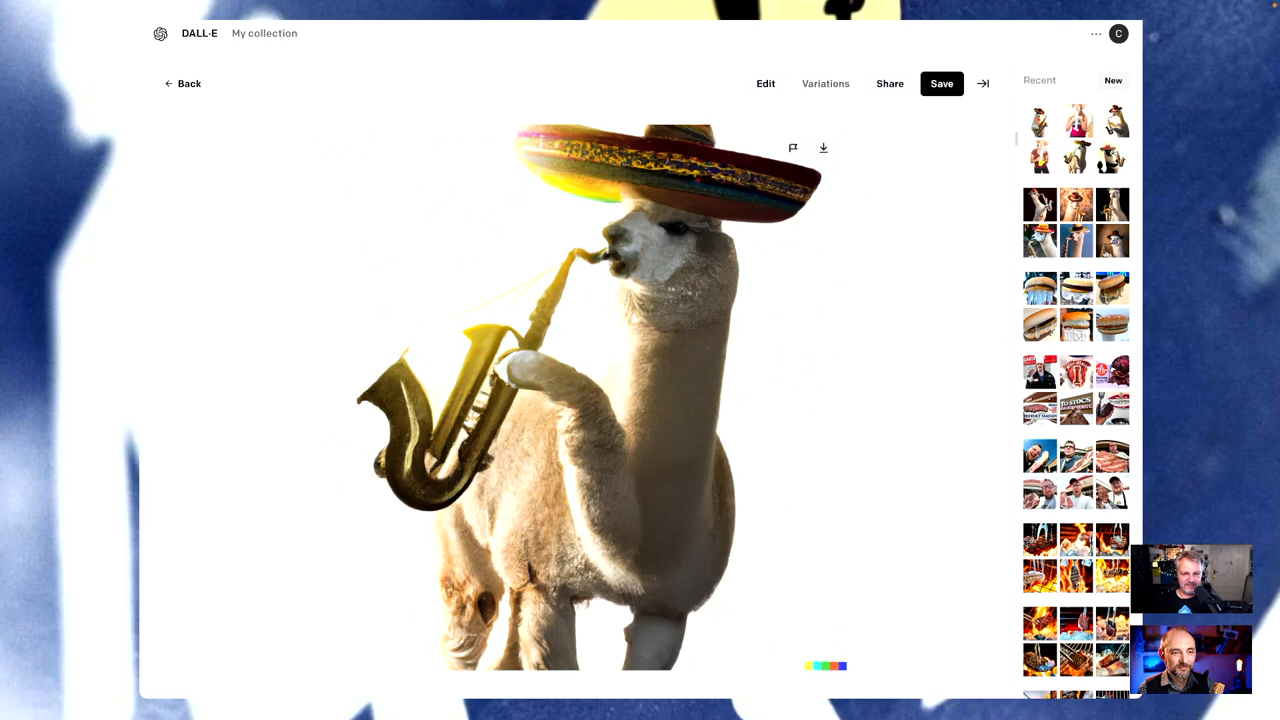 DALL·E My collection
C
← Back
Edit Variations Share Save
Recent New